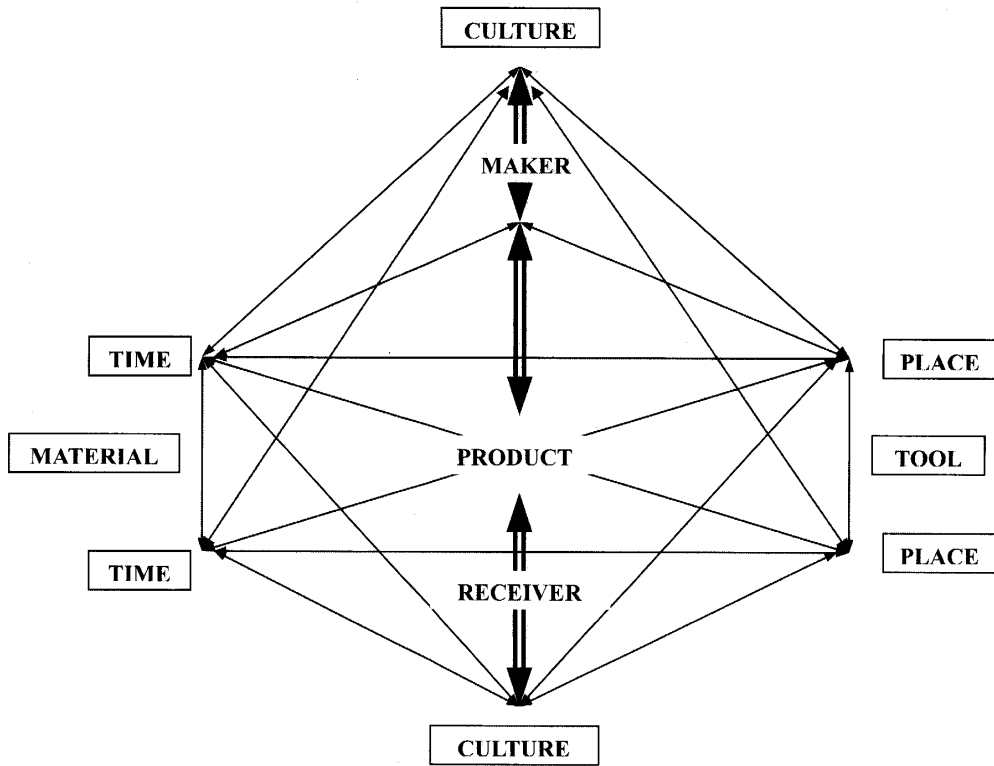 CULTURE
MAKER
TIME
PLACE
MATERIAL
PRODUCT
TOOL
TIME
PLACE
RECEIVER
CULTURE